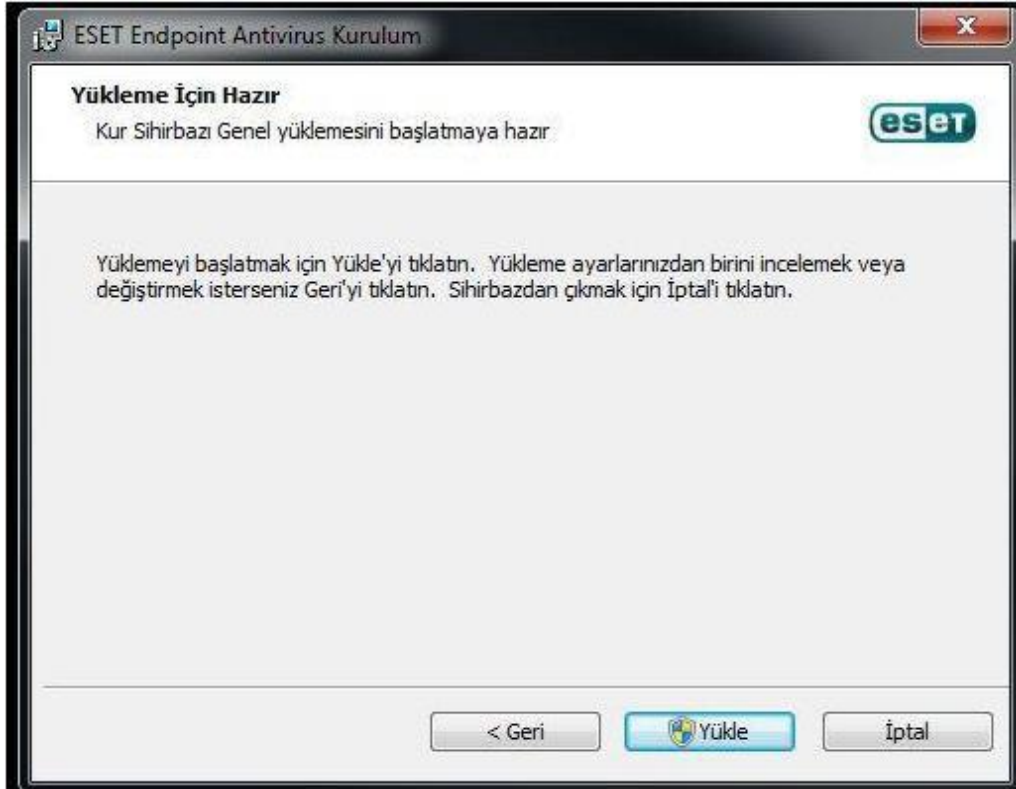 ESET Endpoint Antivirus Kurulum
Yükleme İçin Hazır
Kur Sihirbazı Genel yüklemesini başlatmaya hazır
eseT
Yüklemeyi başlatmak için Yükle'yi tıklatın. Yükleme ayarlarınızdan birini incelemek veya
değiştirmek isterseniz Geri'yi tıklatın. Sihirbazdan çıkmak için İptal'i tıklatın.
< Geri
Yükle
İptal